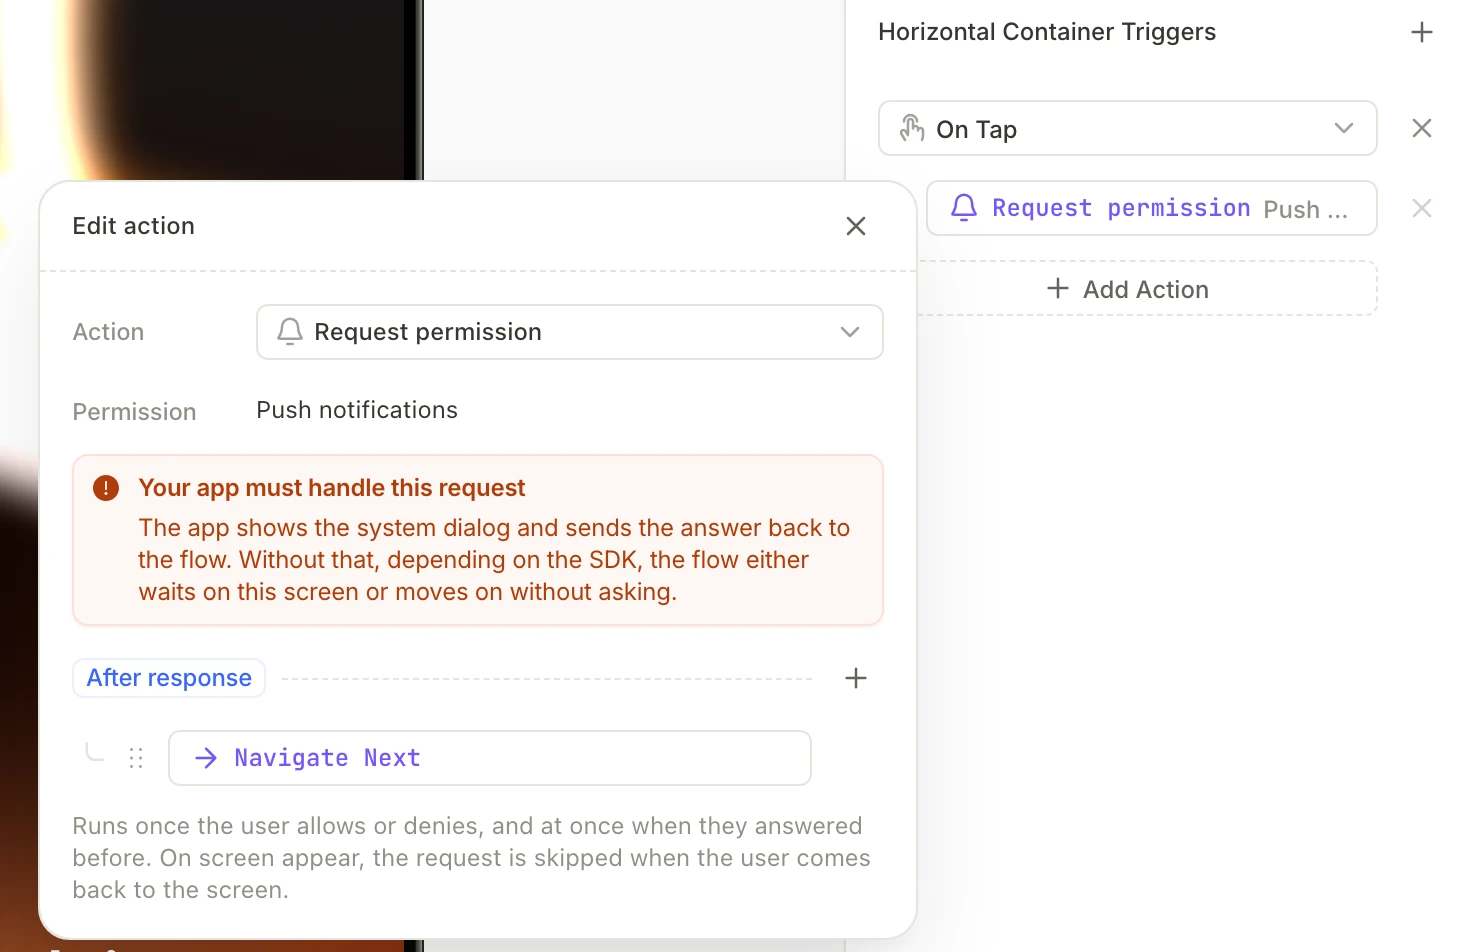 Horizontal Container Triggers
On Tap
Request permission Push ...
Add Action
Edit action
Action
Request permission
Permission
Push notifications
Your app must handle this request
The app shows the system dialog and sends the answer back to
the flow. Without that, depending on the SDK, the flow either
waits on this screen or moves on without asking.
After response
Navigate Next
Runs once the user allows or denies, and at once when they answered
before. On screen appear, the request is skipped when the user comes
back to the screen.